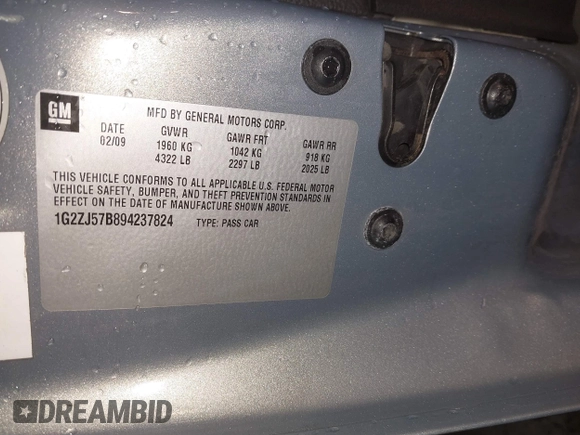 GM
MFD BY GENERAL MOTORS CORP.
DATE GVWR GAWR FRT GAWR RR
02/09 1960 KG 1042 KG 918 KG
4322 LB 2297 LB 2025 LB
THIS VEHICLE CONFORMS TO ALL APPLICABLE U.S. FEDERAL MOTOR
VEHICLE SAFETY, BUMPER, AND THEFT PREVENTION STANDARDS IN
EFFECT ON THE DATE OF MANUFACTURE SHOWN ABOVE.
1G2ZJ57B894237824 TYPE: PASS CAR
DREAMBID